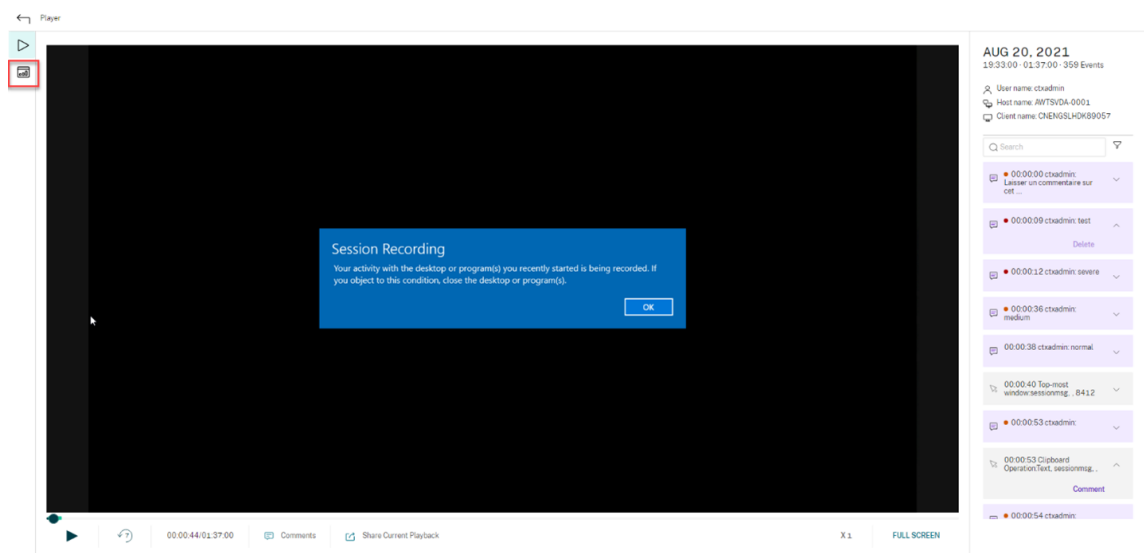 Player
AUG 20, 2021
19:33:00 - 01:37:00 - 359 Events
User name: ctxadmin
Host name: AWTSVDA-0001
Client name: CNENGSLHDK89057
Search
00:00:00 ctxadmin:
Laisser un commentaire sur
cet ...
00:00:09 ctxadmin: test
Delete
00:00:12 ctxadmin: severe
00:00:36 ctxadmin:
medium
00:00:38 ctxadmin: normal
00:00:40 Top-most
window:sessionmsg, , 8412
00:00:53 ctxadmin:
00:00:53 Clipboard
Operation:Text, sessionmsg, .
Comment
00:00:54 ctxadmin:
Session Recording
Your activity with the desktop or program(s) you recently started is being recorded. If
you object to this condition, close the desktop or program(s).
OK
7
00:00:44/01:37:00
Comments
Share Current Playback
X 1
FULL SCREEN